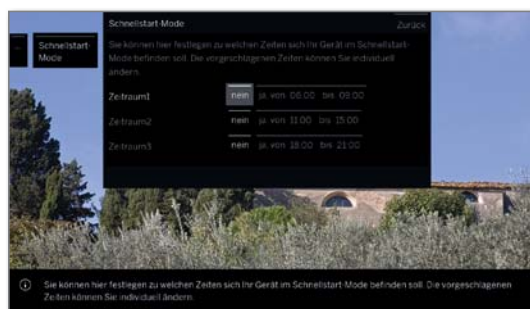 Schnellstart-Mode
Zurück
...
Schnellstart-
Mode
Sie können hier festlegen zu welchen Zeiten sich Ihr Gerät im Schnellstart-
Mode befinden soll. Die vorgeschlagenen Zeiten können Sie individuell
ändern.
Zeitraum1 nein ja, von 06:00 bis 09:00
Zeitraum2 nein ja, von 11:00 bis 15:00
Zeitraum3 nein ja, von 18:00 bis 21:00
Sie können hier festlegen zu welchen Zeiten sich Ihr Gerät im Schnellstart-Mode befinden soll. Die vorgeschlagenen
Zeiten können Sie individuell ändern.